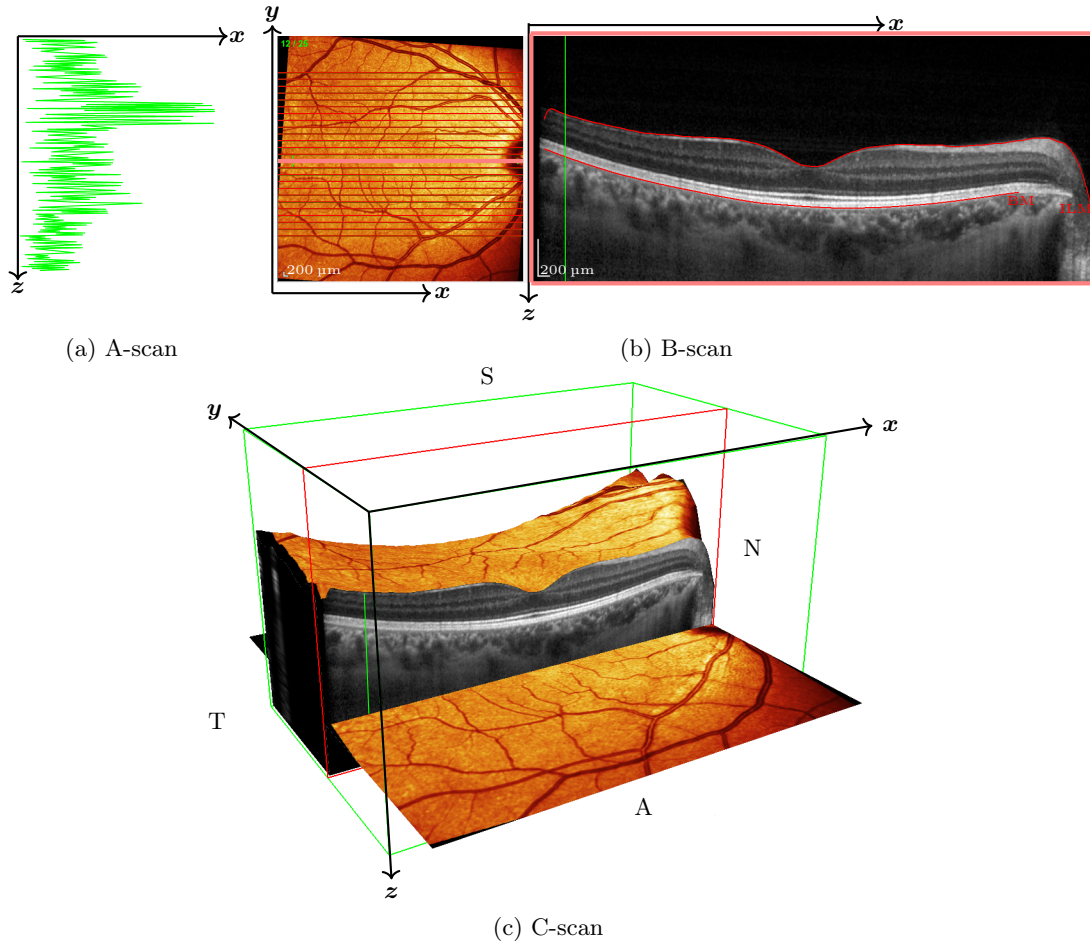 x
z
(a) A-scan
y
12 / 25
200 µm
x
x
BM
ILM
200 µm
z
(b) B-scan
S
y
x
N
T
A
z
(c) C-scan